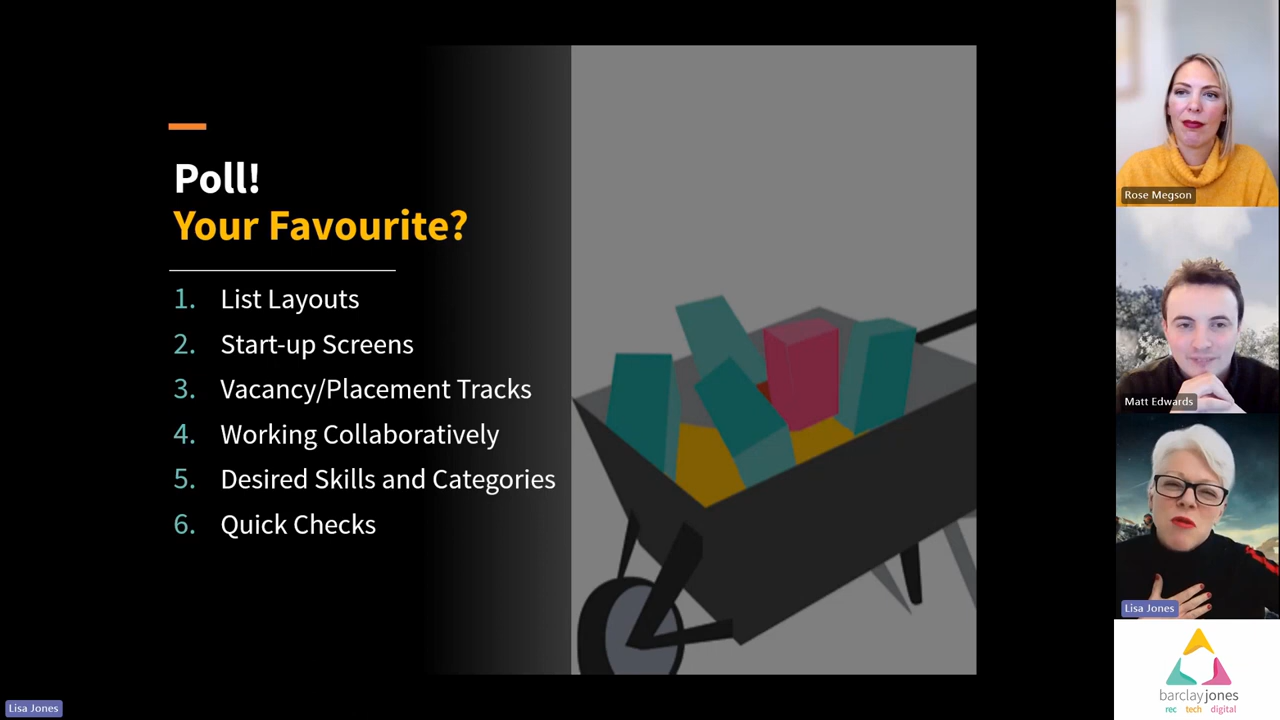 Poll!
Your Favourite?
1. List Layouts
2. Start-up Screens
3. Vacancy/Placement Tracks
4. Working Collaboratively
5. Desired Skills and Categories
6. Quick Checks
Lisa Jones
Rose Megson
Matt Edwards
Lisa Jones
barclayjones
rec tech digital